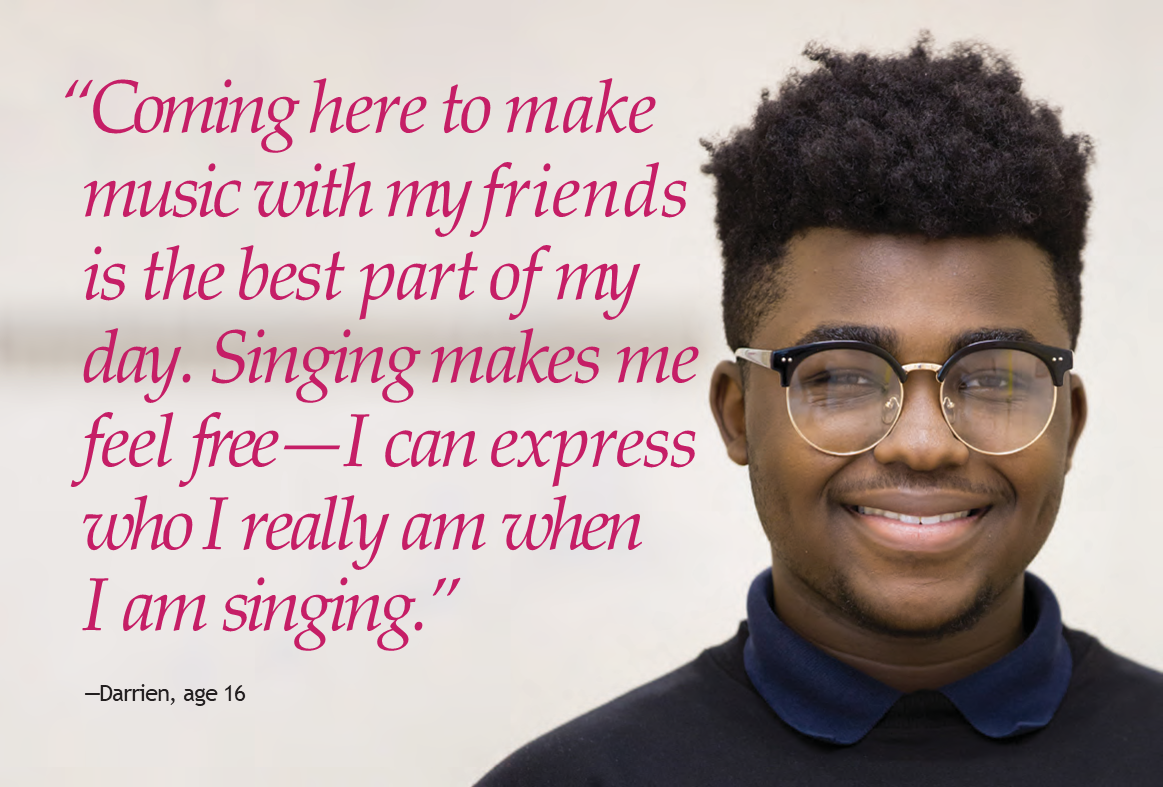 “Coming here to make
music with my friends
is the best part of my
day. Singing makes me
feel free—I can express
who I really am when
I am singing.”
—Darrien, age 16